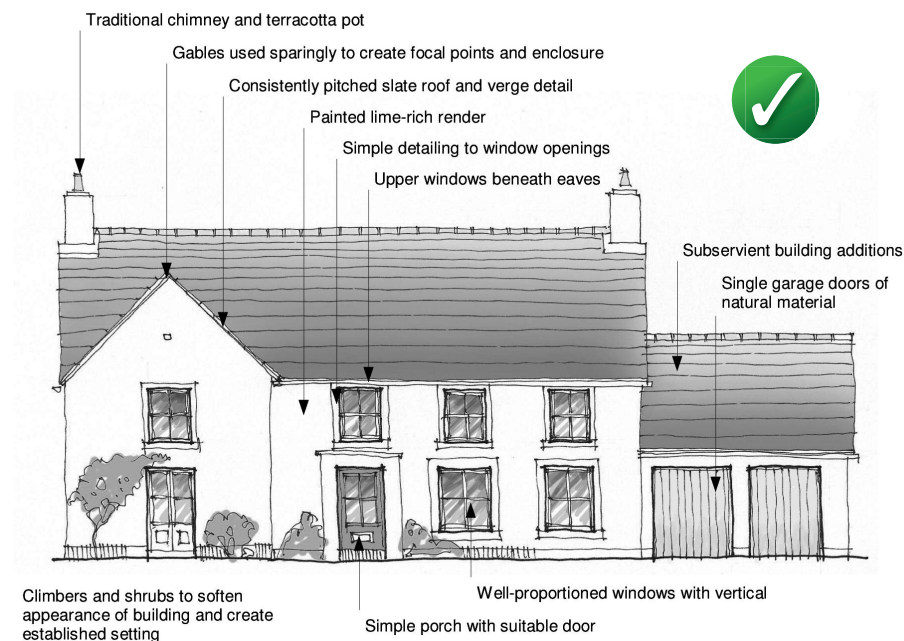 Traditional chimney and terracotta pot
Gables used sparingly to create focal points and enclosure
Consistently pitched slate roof and verge detail
Painted lime-rich render
Simple detailing to window openings
Upper windows beneath eaves
Subservient building additions
Single garage doors of
natural material
Well-proportioned windows with vertical
Climbers and shrubs to soften
appearance of building and create
established setting
Simple porch with suitable door